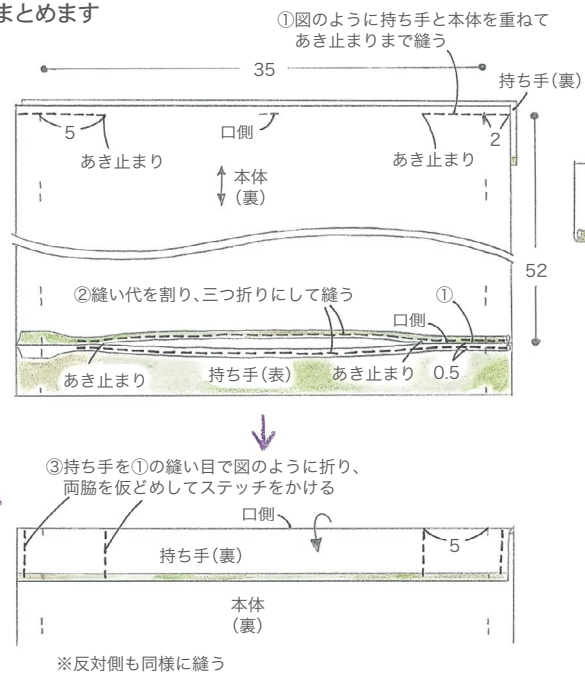 まとめます
①図のように持ち手と本体を重ねて
あき止まりまで縫う
35
持ち手(裏)
5
口側
2
あき止まり
あき止まり
本体
(裏)
52
②縫い代を割り、三つ折りにして縫う
①
口側
あき止まり
持ち手(表)
あき止まり
0.5
③持ち手を①の縫い目で図のように折り、
両脇を仮どめしてステッチをかける
口側
持ち手(裏)
5
本体
(裏)
※反対側も同様に縫う